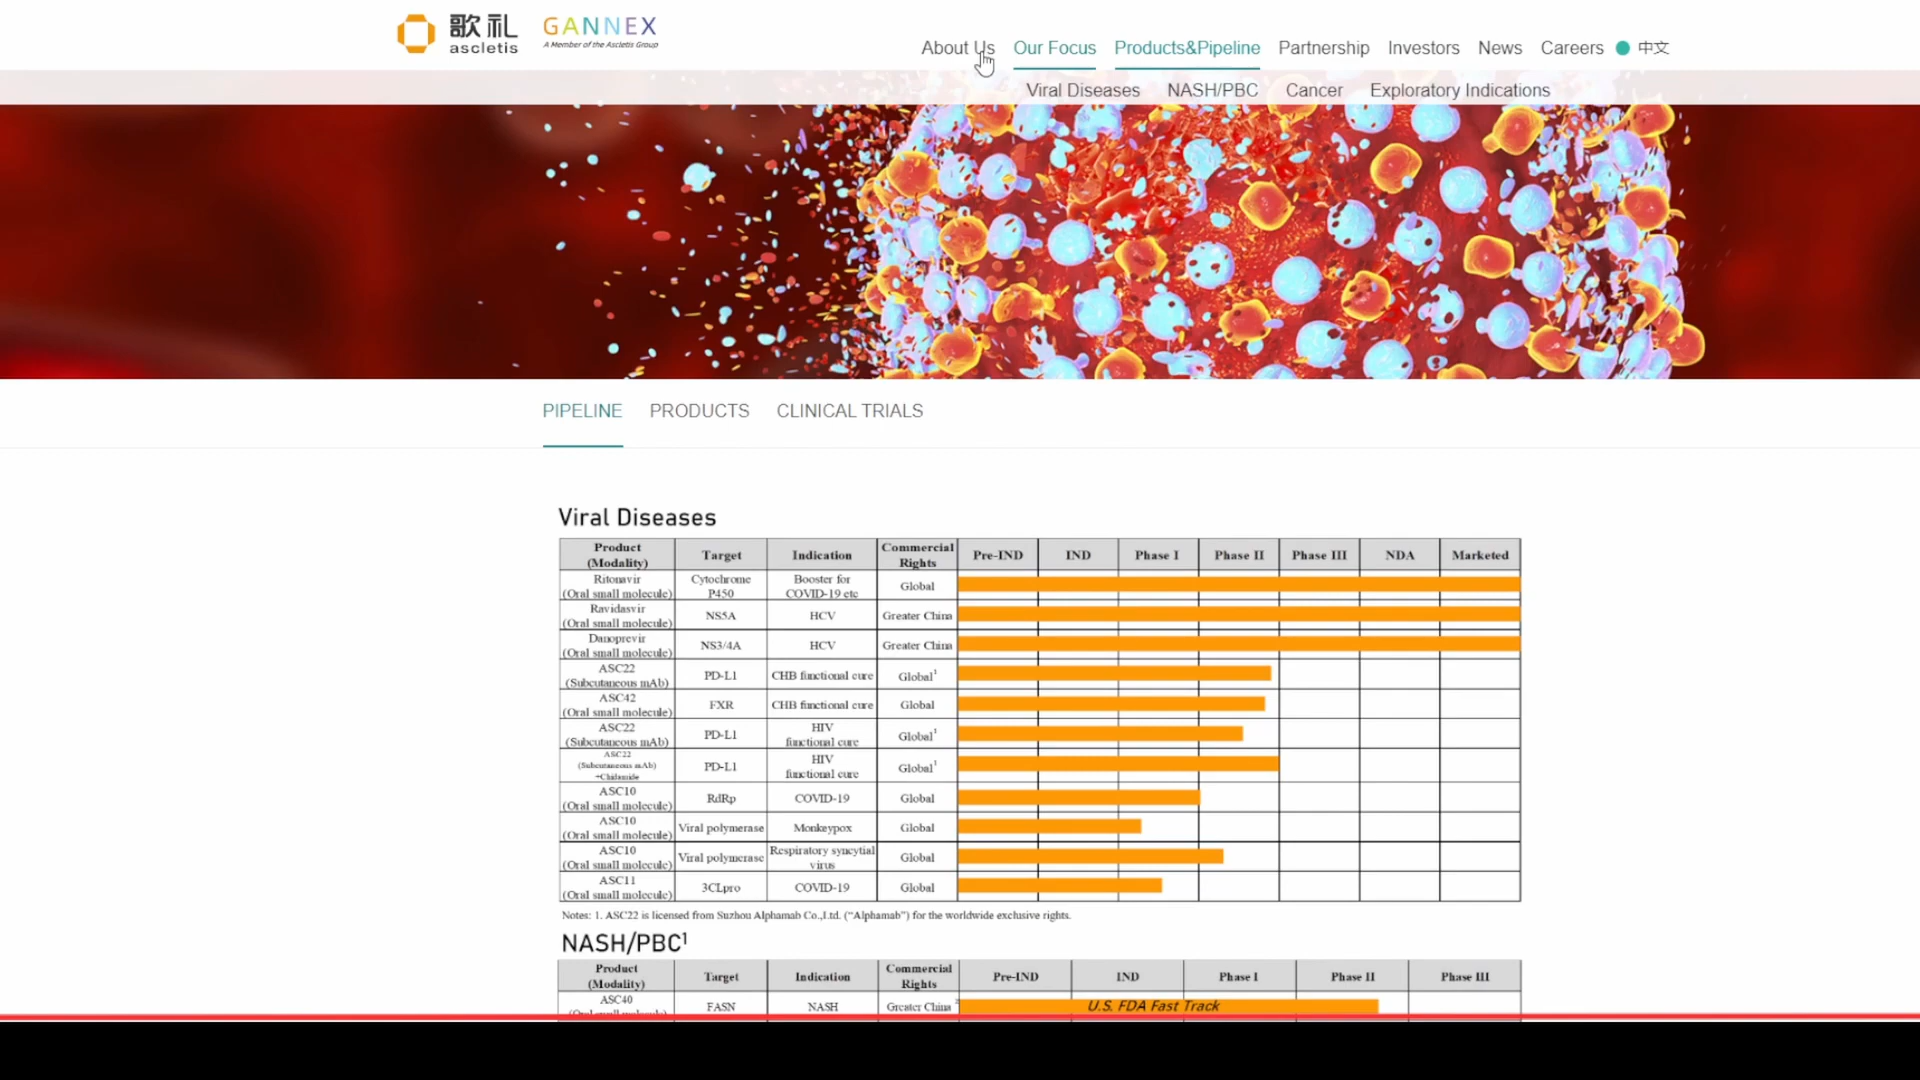 歌礼
ascletis
GANNEX
A Member of the Ascletis Group
About Us Our Focus Products&Pipeline Partnership Investors News Careers 中文
Viral Diseases NASH/PBC Cancer Exploratory Indications
PIPELINE PRODUCTS CLINICAL TRIALS
Viral Diseases
Product (Modality) Target Indication Commercial Rights Pre-IND IND Phase I Phase II Phase III NDA Marketed
Ritonavir (Oral small molecule) Cytochrome P450 Booster for COVID-19 etc Global
Ravidasvir (Oral small molecule) NS5A HCV Greater China
Danoprevir (Oral small molecule) NS3/4A HCV Greater China
ASC22 (Subcutaneous mAb) PD-L1 CHB functional cure Global¹
ASC42 (Oral small molecule) FXR CHB functional cure Global
ASC22 (Subcutaneous mAb) PD-L1 HIV functional cure Global¹
ASC22 (Subcutaneous mAb) +Chidamide PD-L1 HIV functional cure Global¹
ASC10 (Oral small molecule) RdRp COVID-19 Global
ASC10 (Oral small molecule) Viral polymerase Monkeypox Global
ASC10 (Oral small molecule) Viral polymerase Respiratory syncytial virus Global
ASC11 (Oral small molecule) 3CLpro COVID-19 Global
Notes: 1. ASC22 is licensed from Suzhou Alphamab Co.,Ltd. (“Alphamab”) for the worldwide exclusive rights.
NASH/PBC¹
Product (Modality) Target Indication Commercial Rights Pre-IND IND Phase I Phase II Phase III
ASC40 (Oral small molecule) FASN NASH Greater China ² U.S. FDA Fast Track